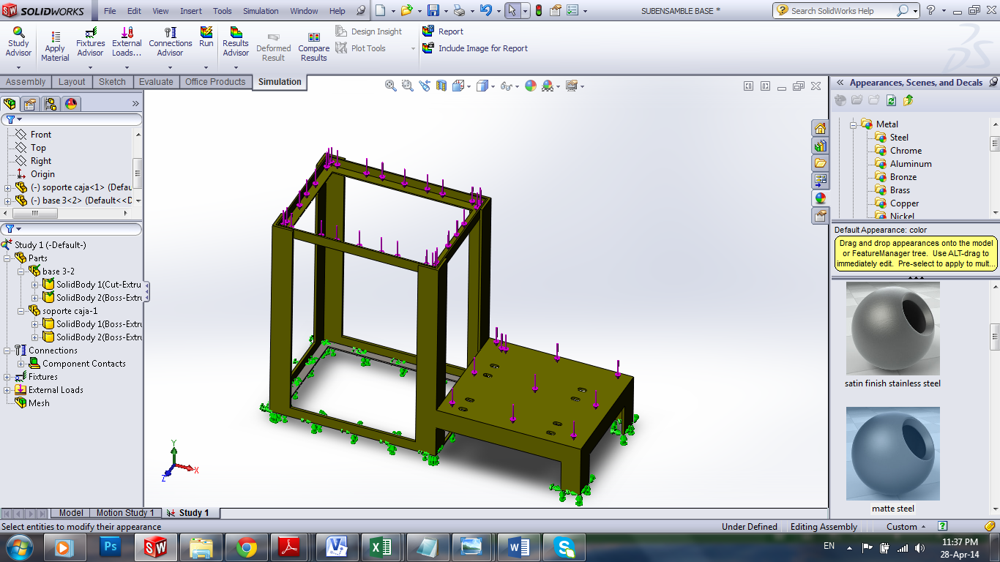 SOLIDWORKS File Edit View Insert Tools Simulation Window Help SUBENSAMBLE BASE * Search SolidWorks Help
Study Advisor
Apply Material
Fixtures Advisor
External Loads...
Connections Advisor
Run
Results Advisor
Deformed Result
Compare Results
Design Insight
Plot Tools
Report
Include Image for Report
Assembly Layout Sketch Evaluate Office Products Simulation
Front
Top
Right
Origin
(-) soporte caja<1> (Defau
(-) base 3<2> (Default<<D
Study 1 (-Default-)
Parts
base 3-2
SolidBody 1(Cut-Extru
SolidBody 2(Boss-Extru
soporte caja-1
SolidBody 1(Boss-Extru
SolidBody 2(Boss-Extru
Connections
Component Contacts
Fixtures
External Loads
Mesh
Y
X
Z
Appearances, Scenes, and Decals
Metal
Steel
Chrome
Aluminum
Bronze
Brass
Copper
Nickel
Default Appearance: color
Drag and drop appearances onto the model
or FeatureManager tree. Use ALT-drag to
immediately edit. Pre-select to apply to mult...
satin finish stainless steel
matte steel
Model Motion Study 1 Study 1
Select entities to modify their appearance Under Defined Editing Assembly Custom
Ps SW EN 11:37 PM
28-Apr-14